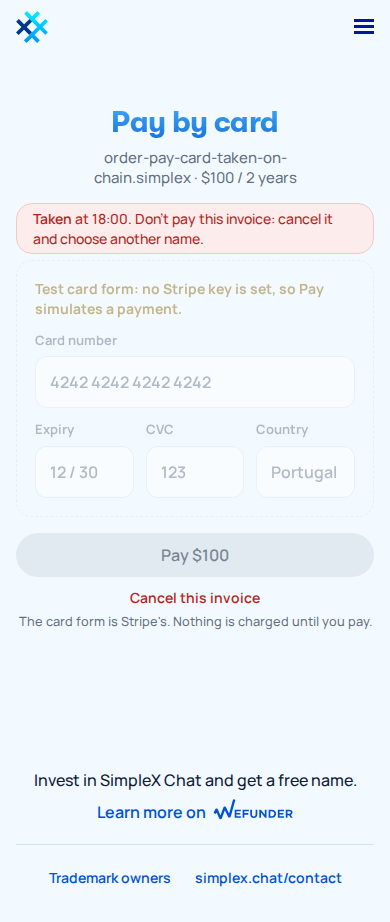 Pay by card
order-pay-card-taken-on-
chain.simplex · $100 / 2 years
Taken at 18:00. Don't pay this invoice: cancel it
and choose another name.
Test card form: no Stripe key is set, so Pay
simulates a payment.
Card number
4242 4242 4242 4242
Expiry CVC Country
12 / 30 123 Portugal
Pay $100
Cancel this invoice
The card form is Stripe's. Nothing is charged until you pay.
Invest in SimpleX Chat and get a free name.
Learn more on WEFUNDER
Trademark owners simplex.chat/contact